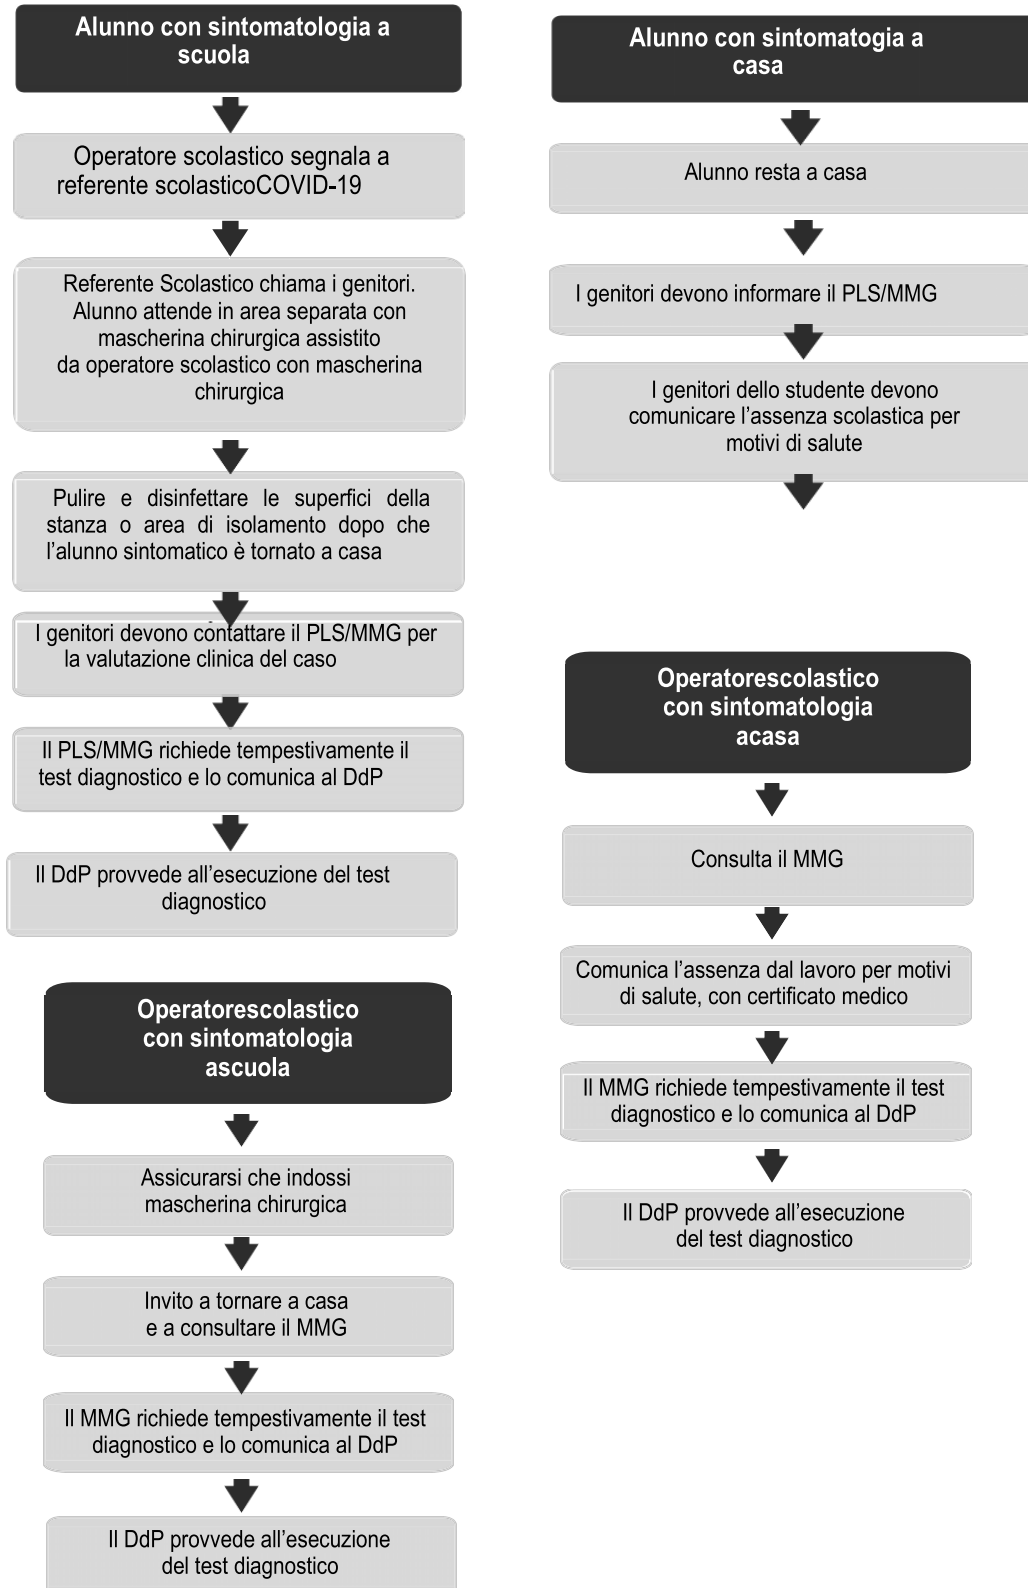 Alunno con sintomatologia a
scuola
Operatore scolastico segnala a
referente scolasticoCOVID-19
Referente Scolastico chiama i genitori.
Alunno attende in area separata con
mascherina chirurgica assistito
da operatore scolastico con mascherina
chirurgica
Pulire e disinfettare le superfici della
stanza o area di isolamento dopo che
l’alunno sintomatico è tornato a casa
I genitori devono contattare il PLS/MMG per
la valutazione clinica del caso
Il PLS/MMG richiede tempestivamente il
test diagnostico e lo comunica al DdP
Il DdP provvede all’esecuzione del test
diagnostico
Alunno con sintomatogia a
casa
Alunno resta a casa
I genitori devono informare il PLS/MMG
I genitori dello studente devono
comunicare l’assenza scolastica per
motivi di salute
Operatorescolastico
con sintomatologia
ascuola
Assicurarsi che indossi
mascherina chirurgica
Invito a tornare a casa
e a consultare il MMG
Il MMG richiede tempestivamente il test
diagnostico e lo comunica al DdP
Il DdP provvede all’esecuzione
del test diagnostico
Operatorescolastico
con sintomatologia
acasa
Consulta il MMG
Comunica l’assenza dal lavoro per motivi
di salute, con certificato medico
Il MMG richiede tempestivamente il test
diagnostico e lo comunica al DdP
Il DdP provvede all’esecuzione
del test diagnostico